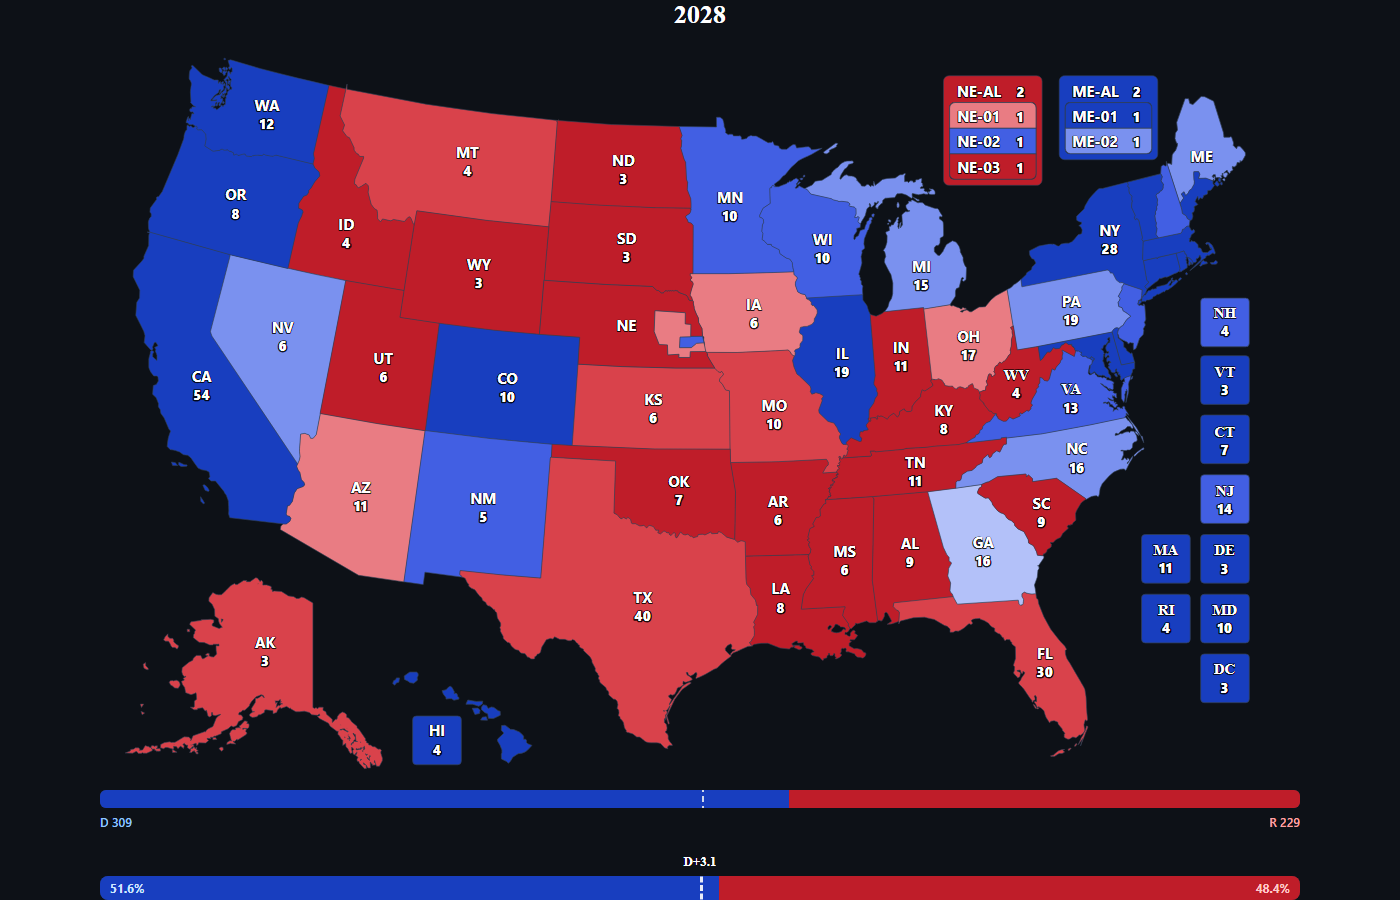 2028
WA
12
OR
8
CA
54
NV
6
ID
4
MT
4
WY
3
UT
6
AZ
11
CO
10
NM
5
ND
3
SD
3
NE
KS
6
OK
7
TX
40
MN
10
IA
6
MO
10
AR
6
LA
8
WI
10
IL
19
MS
6
MI
15
IN
11
KY
8
TN
11
AL
9
OH
17
WV
4
GA
16
FL
30
SC
9
NC
16
VA
13
PA
19
NY
28
ME
AK
3
HI
4
NE-AL 2
NE-01 1
NE-02 1
NE-03 1
ME-AL 2
ME-01 1
ME-02 1
NH
4
VT
3
CT
7
NJ
14
MA
11
DE
3
RI
4
MD
10
DC
3
D 309
R 229
D+3.1
51.6%
48.4%